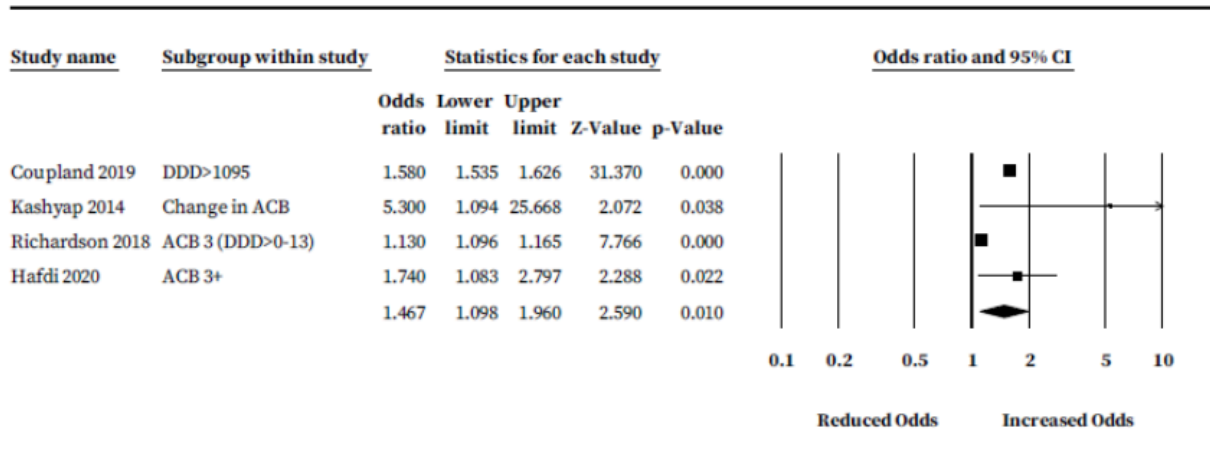 Study name Subgroup within study Statistics for each study Odds ratio and 95% CI
Odds Lower Upper
ratio limit limit Z-Value p-Value
Coupland 2019 DDD>1095 1.580 1.535 1.626 31.370 0.000
Kashyap 2014 Change in ACB 5.300 1.094 25.668 2.072 0.038
Richardson 2018 ACB 3 (DDD>0-13) 1.130 1.096 1.165 7.766 0.000
Hafdi 2020 ACB 3+ 1.740 1.083 2.797 2.288 0.022
1.467 1.098 1.960 2.590 0.010
0.1 0.2 0.5 1 2 5 10
Reduced Odds Increased Odds